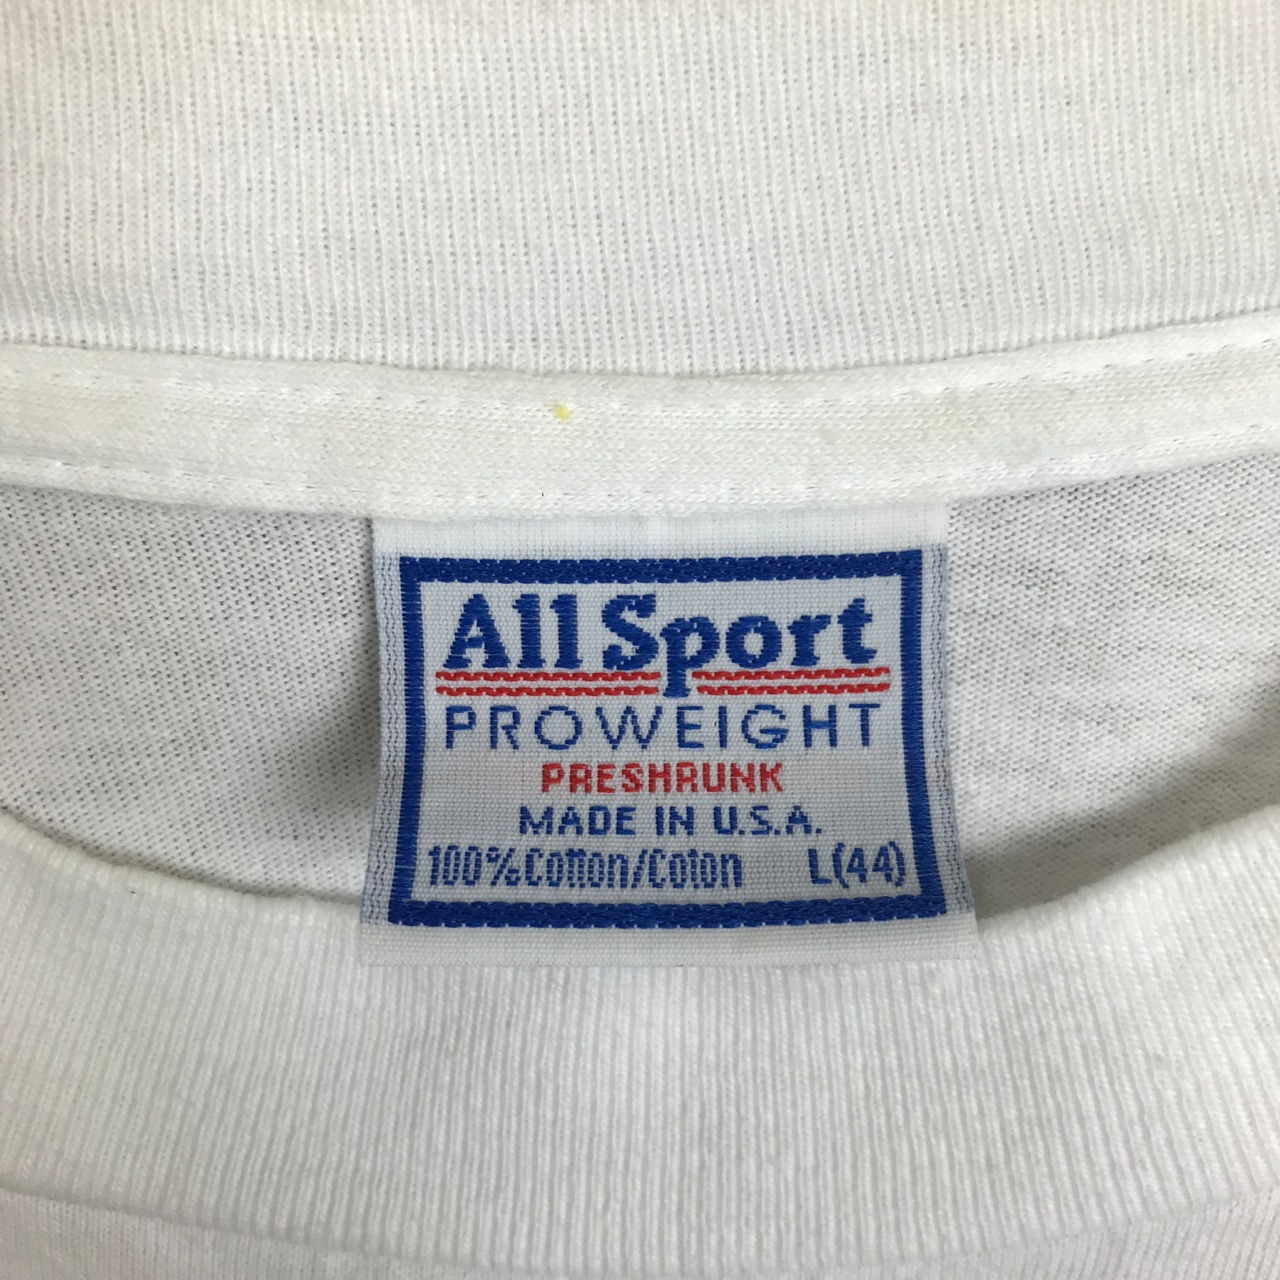 All Sport
PROWEIGHT
PRESHRUNK
MADE IN U.S.A.
100% Cotton/Coton L(44)